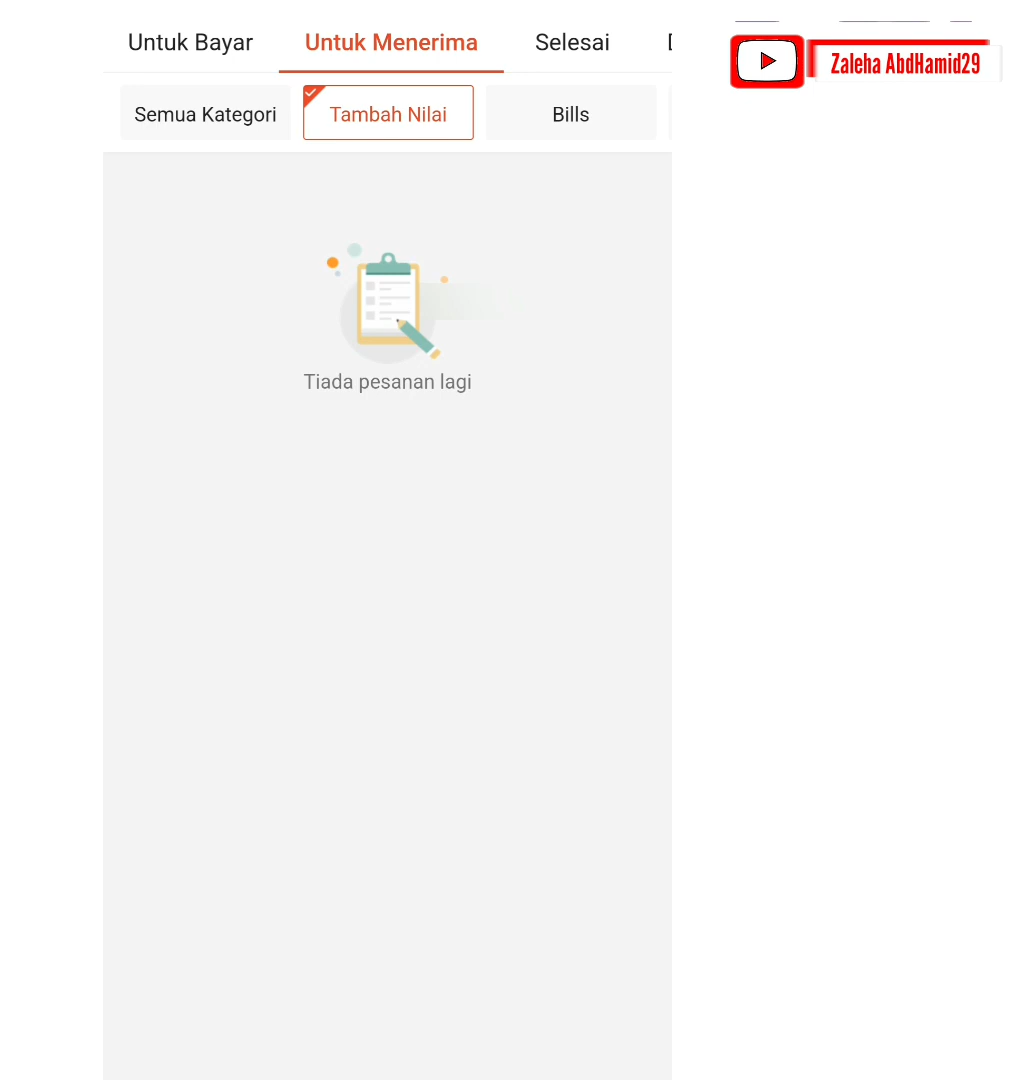 Untuk Bayar Untuk Menerima Selesai
Zaleha AbdHamid29
Semua Kategori Tambah Nilai Bills
Tiada pesanan lagi